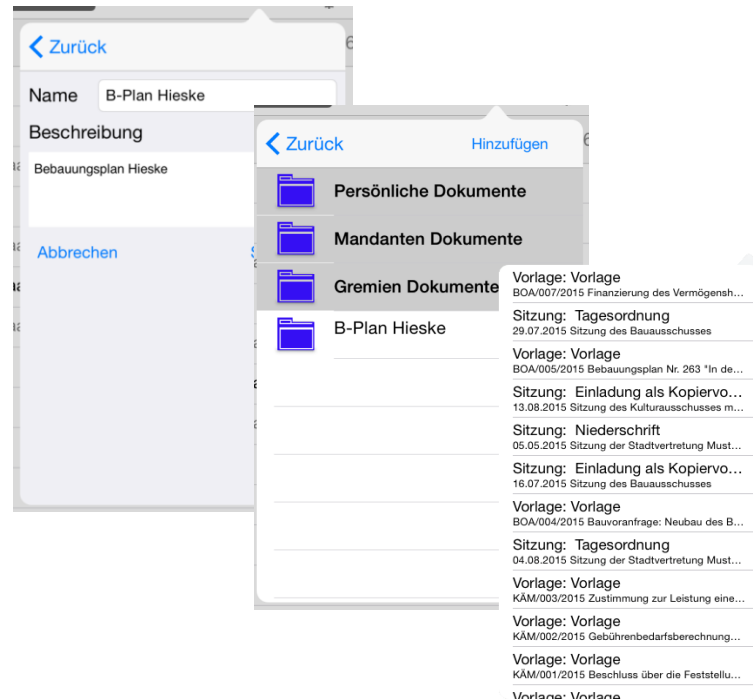 Zurück
Name B-Plan Hieske
Beschreibung
Bebauungsplan Hieske
Abbrechen
Zurück Hinzufügen
Persönliche Dokumente
Mandanten Dokumente
Gremien Dokumente
B-Plan Hieske
Vorlage: Vorlage
BOA/007/2015 Finanzierung des Vermögensh...
Sitzung: Tagesordnung
29.07.2015 Sitzung des Bauausschusses
Vorlage: Vorlage
BOA/005/2015 Bebauungsplan Nr. 263 "In de...
Sitzung: Einladung als Kopiervo...
13.08.2015 Sitzung des Kulturausschusses m...
Sitzung: Niederschrift
05.05.2015 Sitzung der Stadtvertretung Must...
Sitzung: Einladung als Kopiervo...
16.07.2015 Sitzung des Bauausschusses
Vorlage: Vorlage
BOA/004/2015 Bauvoranfrage: Neubau des B...
Sitzung: Tagesordnung
04.08.2015 Sitzung der Stadtvertretung Must...
Vorlage: Vorlage
KÄM/003/2015 Zustimmung zur Leistung eine...
Vorlage: Vorlage
KÄM/002/2015 Gebührenbedarfsberechnung...
Vorlage: Vorlage
KÄM/001/2015 Beschluss über die Feststellu...
Vorlage: Vorlage